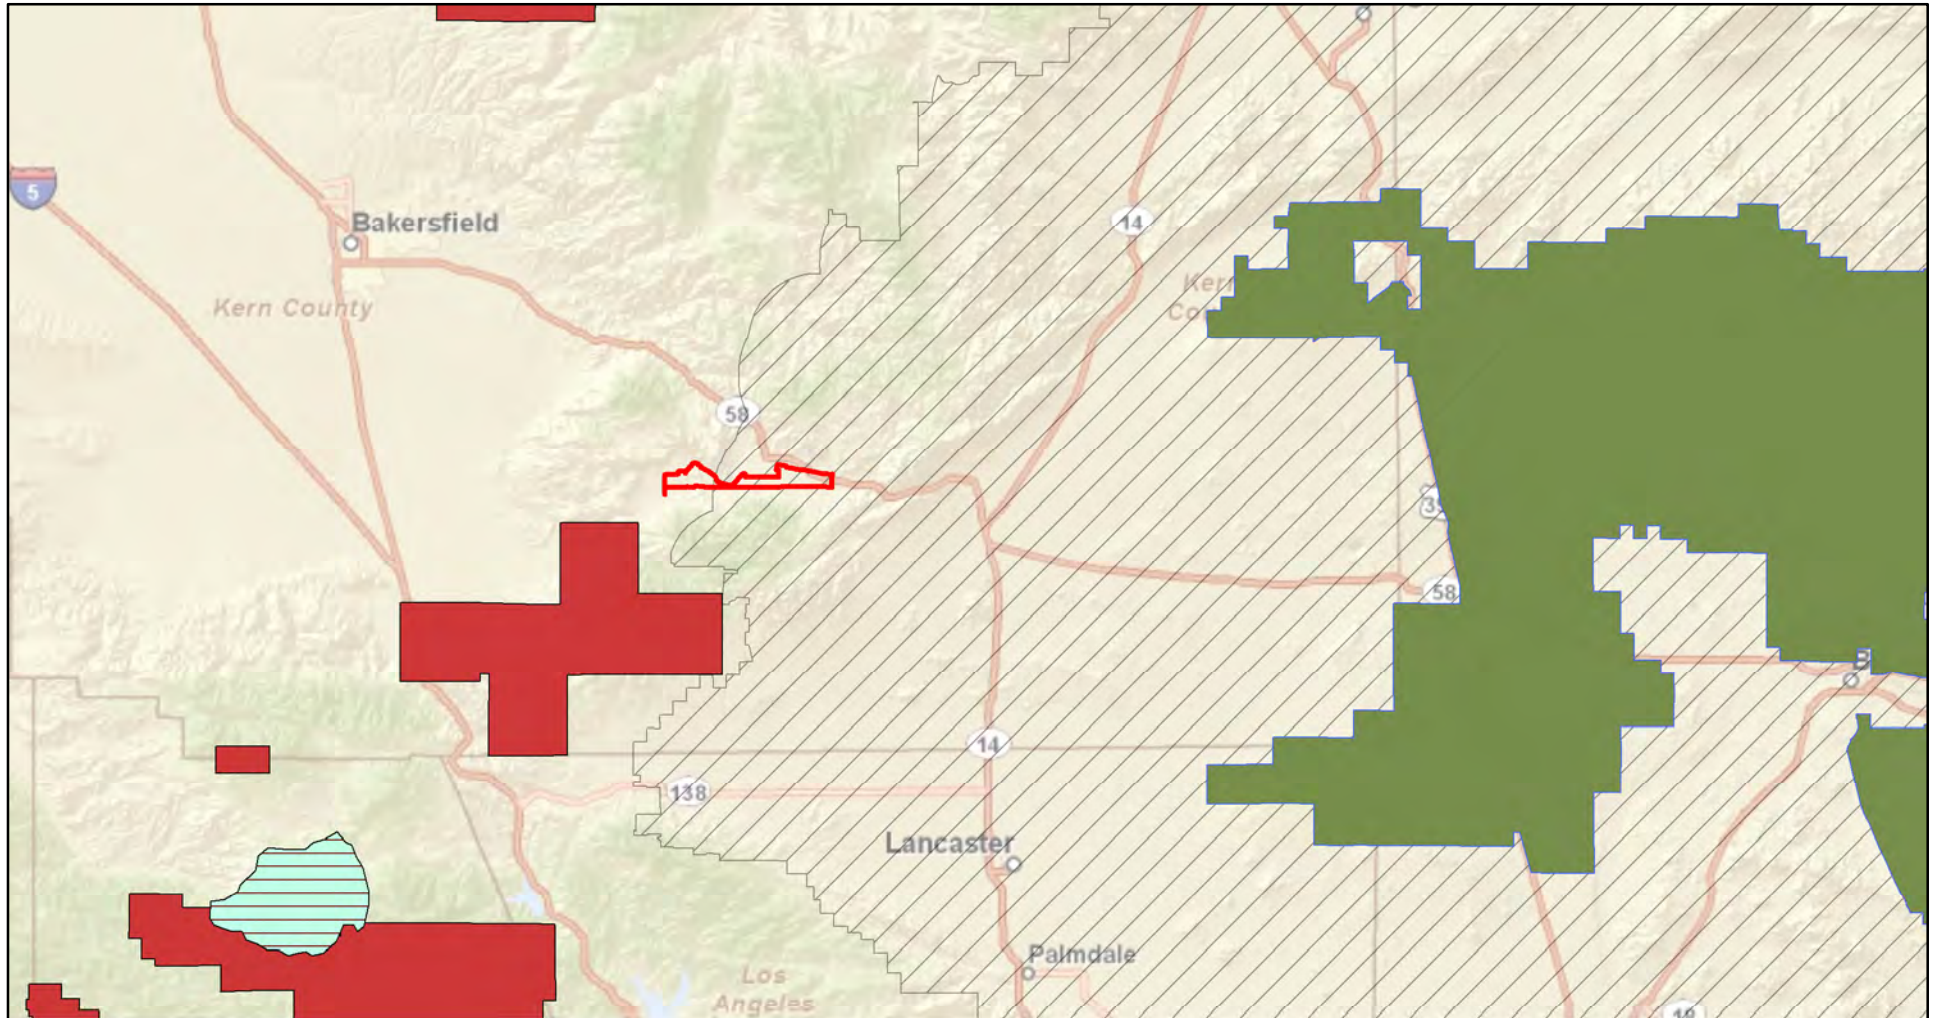 5
Bakersfield
14
Kern County
58
58
14
138
Lancaster
Palmdale
Los
Angeles